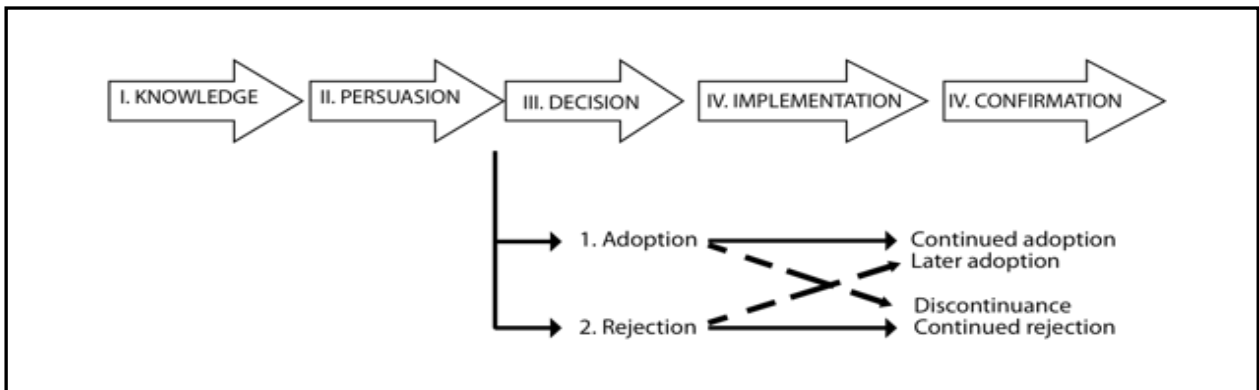 I. KNOWLEDGE
II. PERSUASION
III. DECISION
IV. IMPLEMENTATION
IV. CONFIRMATION
1. Adoption
Continued adoption
Later adoption
Discontinuance
2. Rejection
Continued rejection